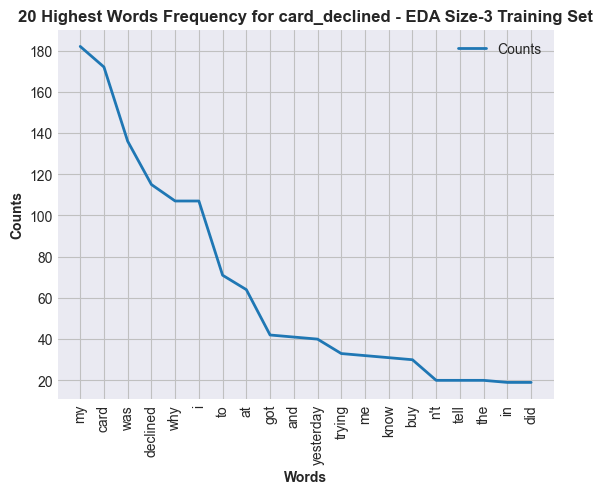 20 Highest Words Frequency for card_declined - EDA Size-3 Training Set
Counts
Counts
180
160
140
120
100
80
60
40
20
my
card
was
declined
why
i
to
at
got
and
yesterday
trying
me
know
buy
n't
tell
the
in
did
Words